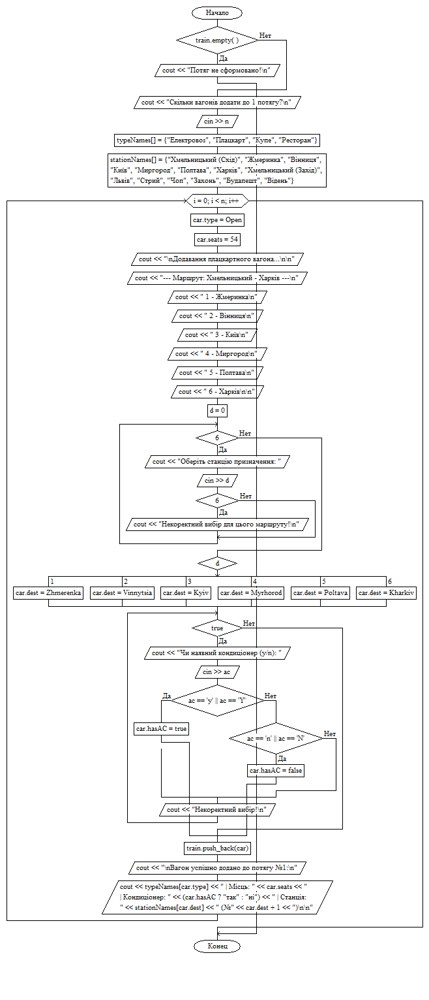 Начало
train.empty( )
Нет
Да
cout << "Потяг не сформовано!\n"
cout << "Скільки вагонів додати до 1 потягу?\n"
cin >> n
typeNames[] = {"Електровоз", "Плацкарт", "Купе", "Ресторан"}
stationNames[] = {"Хмельницький (Схід)", "Жмеринка", "Вінниця",
"Київ", "Миргород", "Полтава", "Харків", "Хмельницький (Захід)",
"Львів", "Стрий", "Чоп", "Захонь", "Будапешт", "Відень"}
i = 0; i < n; i++
car.type = Open
car.seats = 54
cout << "\nДодавання плацкартного вагона...\n\n"
cout << "--- Маршрут: Хмельницький - Харків ---\n"
cout << " 1 - Жмеринка\n"
cout << " 2 - Вінниця\n"
cout << " 3 - Київ\n"
cout << " 4 - Миргород\n"
cout << " 5 - Полтава\n"
cout << " 6 - Харків\n\n"
d = 0
6
Нет
Да
cout << "Оберіть станцію призначення: "
cin >> d
6
Нет
Да
cout << "Некоректний вибір для цього маршруту!\n"
d
1 2 3 4 5 6
car.dest = Zhmerenka car.dest = Vinnytsia car.dest = Kyiv car.dest = Myrhorod car.dest = Poltava car.dest = Kharkiv
true
Нет
Да
cout << "Чи наявний кондиціонер (y/n): "
cin >> ac
Да
ac == 'y' || ac == 'Y'
Нет
car.hasAC = true
ac == 'n' || ac == 'N'
Нет
Да
car.hasAC = false
cout << "Некоректний вибір!\n"
train.push_back(car)
cout << "\nВагон успішно додано до потягу №1:\n"
cout << typeNames[car.type] << " | Місць: " << car.seats << "
| Кондиціонер: " << (car.hasAC ? "так" : "ні") << " | Станція:
" << stationNames[car.dest] << " (№" << car.dest + 1 << ")\n\n"
Конец